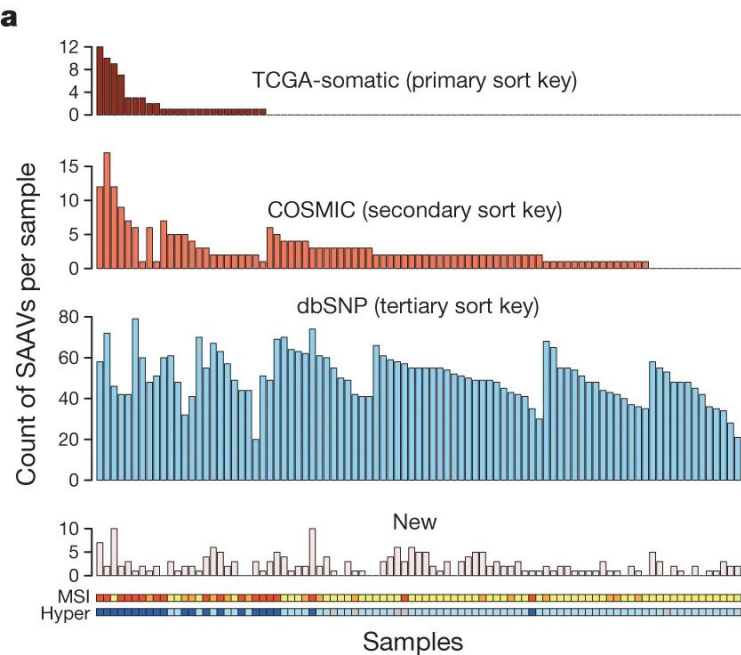 a
TCGA-somatic (primary sort key)
12
8
4
0
COSMIC (secondary sort key)
15
10
5
0
dbSNP (tertiary sort key)
80
60
40
20
0
New
10
5
0
Count of SAAVs per sample
MSI
Hyper
Samples